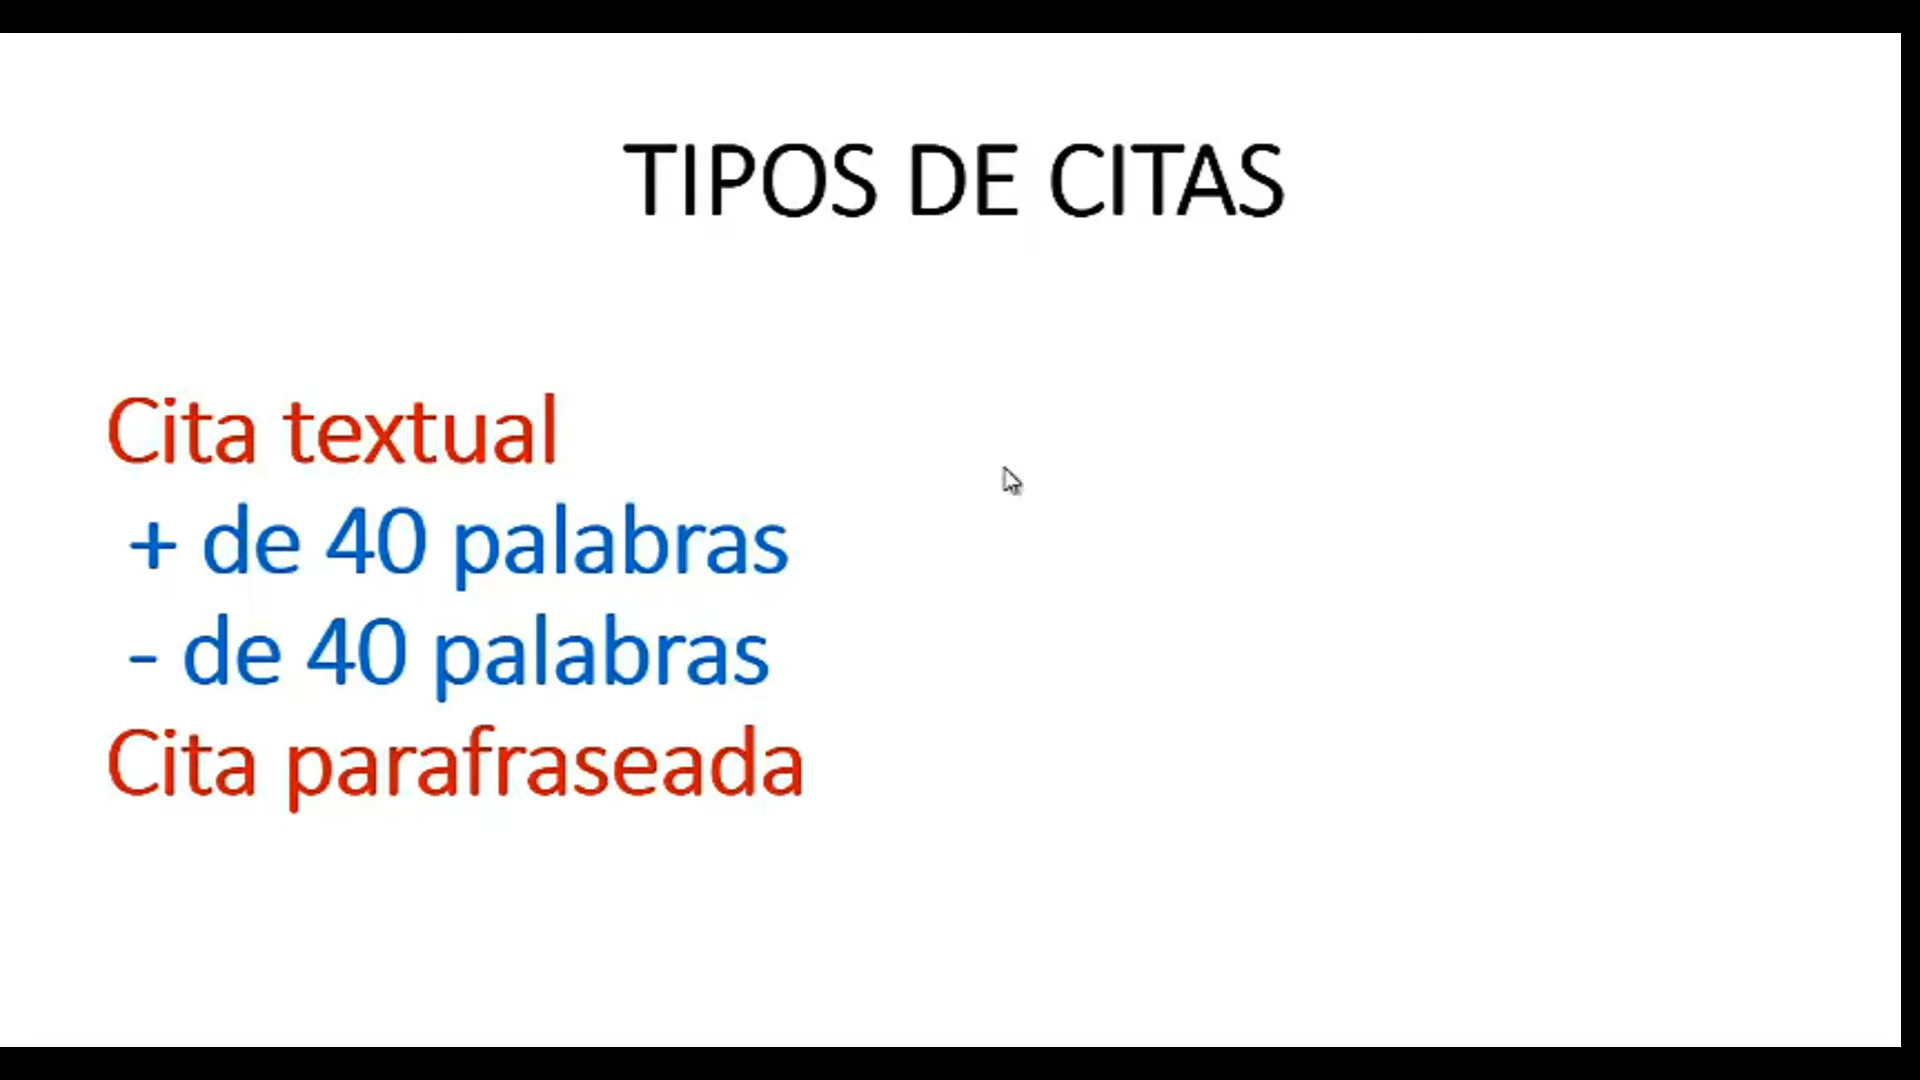 TIPOS DE CITAS
Cita textual
+ de 40 palabras
- de 40 palabras
Cita parafraseada